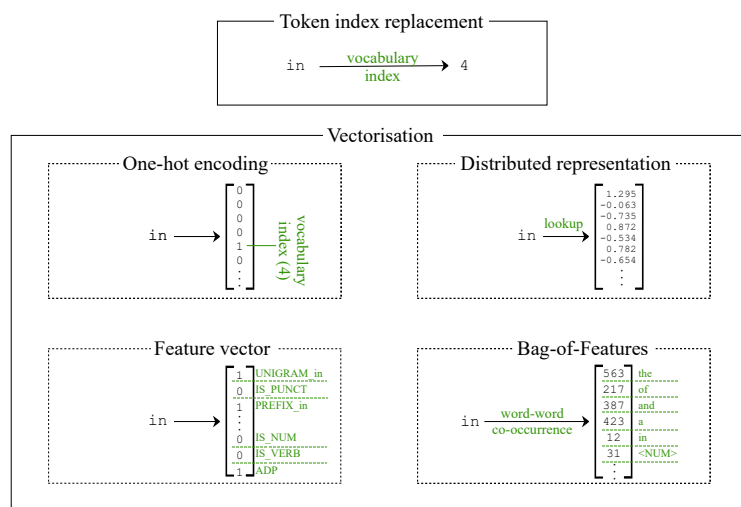 Token index replacement
in vocabulary index 4
Vectorisation
One-hot encoding
in
0
0
0
0
1
0
⋮
vocabulary
index (4)
Distributed representation
in lookup
1.295
-0.063
-0.735
0.872
-0.534
0.782
-0.654
⋮
Feature vector
in
1 UNIGRAM_in
0 IS_PUNCT
1 PREFIX_in
⋮
0 IS_NUM
0 IS_VERB
1 ADP
Bag-of-Features
in word-word co-occurrence
563 the
217 of
387 and
423 a
12 in
31 <NUM>
⋮